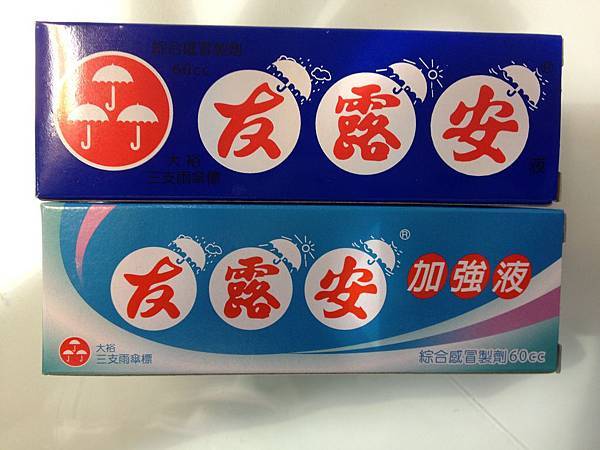 綜合感冒製劑
60cc
友露安®
液
大裕
三支雨傘標
友露安®
加強液
大裕
三支雨傘標
綜合感冒製劑60cc